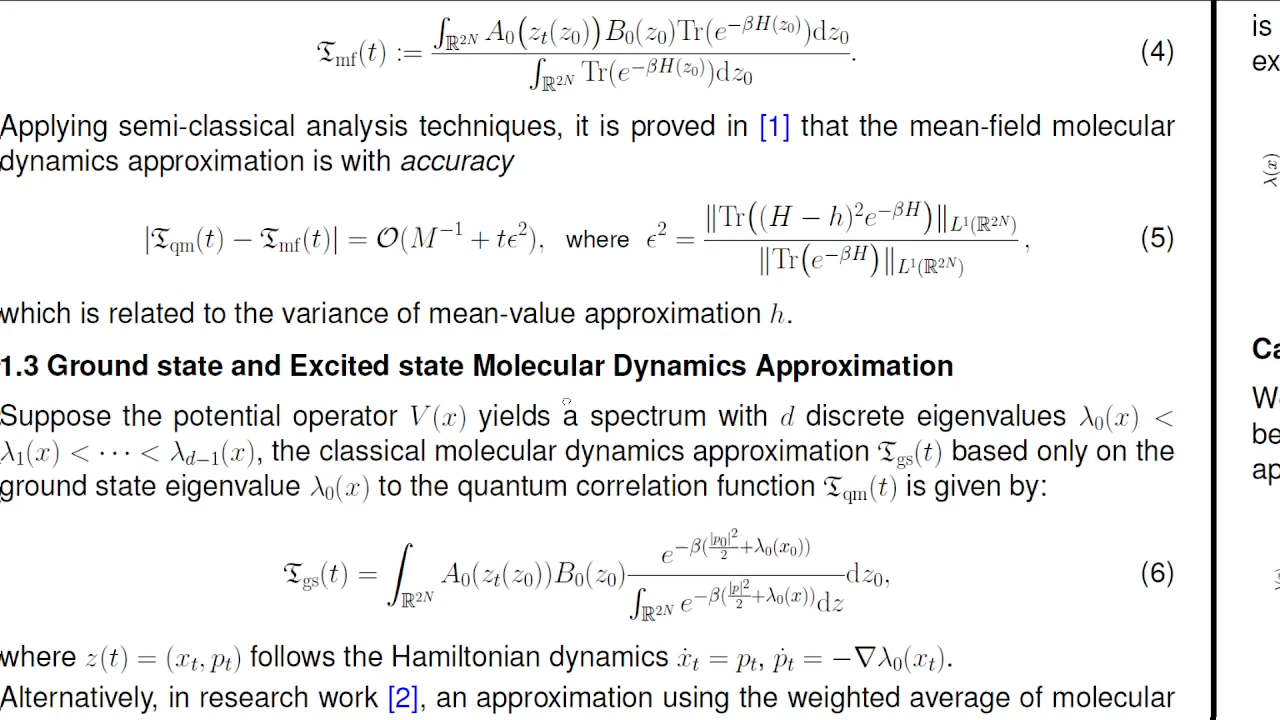 𝔗_mf(t) := ∫_{ℝ^{2N}} A_0(z_t(z_0))B_0(z_0)Tr(e^{−βH(z_0)})dz_0 / ∫_{ℝ^{2N}} Tr(e^{−βH(z_0)})dz_0 . (4)
Applying semi-classical analysis techniques, it is proved in [1] that the mean-field molecular
dynamics approximation is with accuracy
|𝔗_qm(t) − 𝔗_mf(t)| = 𝒪(M^{−1} + tϵ^2), where ϵ^2 = ‖Tr((H − h)^2 e^{−βH})‖_{L^1(ℝ^{2N})} / ‖Tr(e^{−βH})‖_{L^1(ℝ^{2N})} , (5)
which is related to the variance of mean-value approximation h.
1.3 Ground state and Excited state Molecular Dynamics Approximation
Suppose the potential operator V(x) yields a spectrum with d discrete eigenvalues λ_0(x) <
λ_1(x) < ⋯ < λ_{d−1}(x), the classical molecular dynamics approximation 𝔗_gs(t) based only on the
ground state eigenvalue λ_0(x) to the quantum correlation function 𝔗_qm(t) is given by:
𝔗_gs(t) = ∫_{ℝ^{2N}} A_0(z_t(z_0))B_0(z_0) e^{−β(|p_0|^2/2+λ_0(x_0))} / ∫_{ℝ^{2N}} e^{−β(|p|^2/2+λ_0(x))}dz dz_0, (6)
where z(t) = (x_t, p_t) follows the Hamiltonian dynamics ẋ_t = p_t, ṗ_t = −∇λ_0(x_t).
Alternatively, in research work [2], an approximation using the weighted average of molecular
is
ex
λ(x)
Ca
We
be
ap